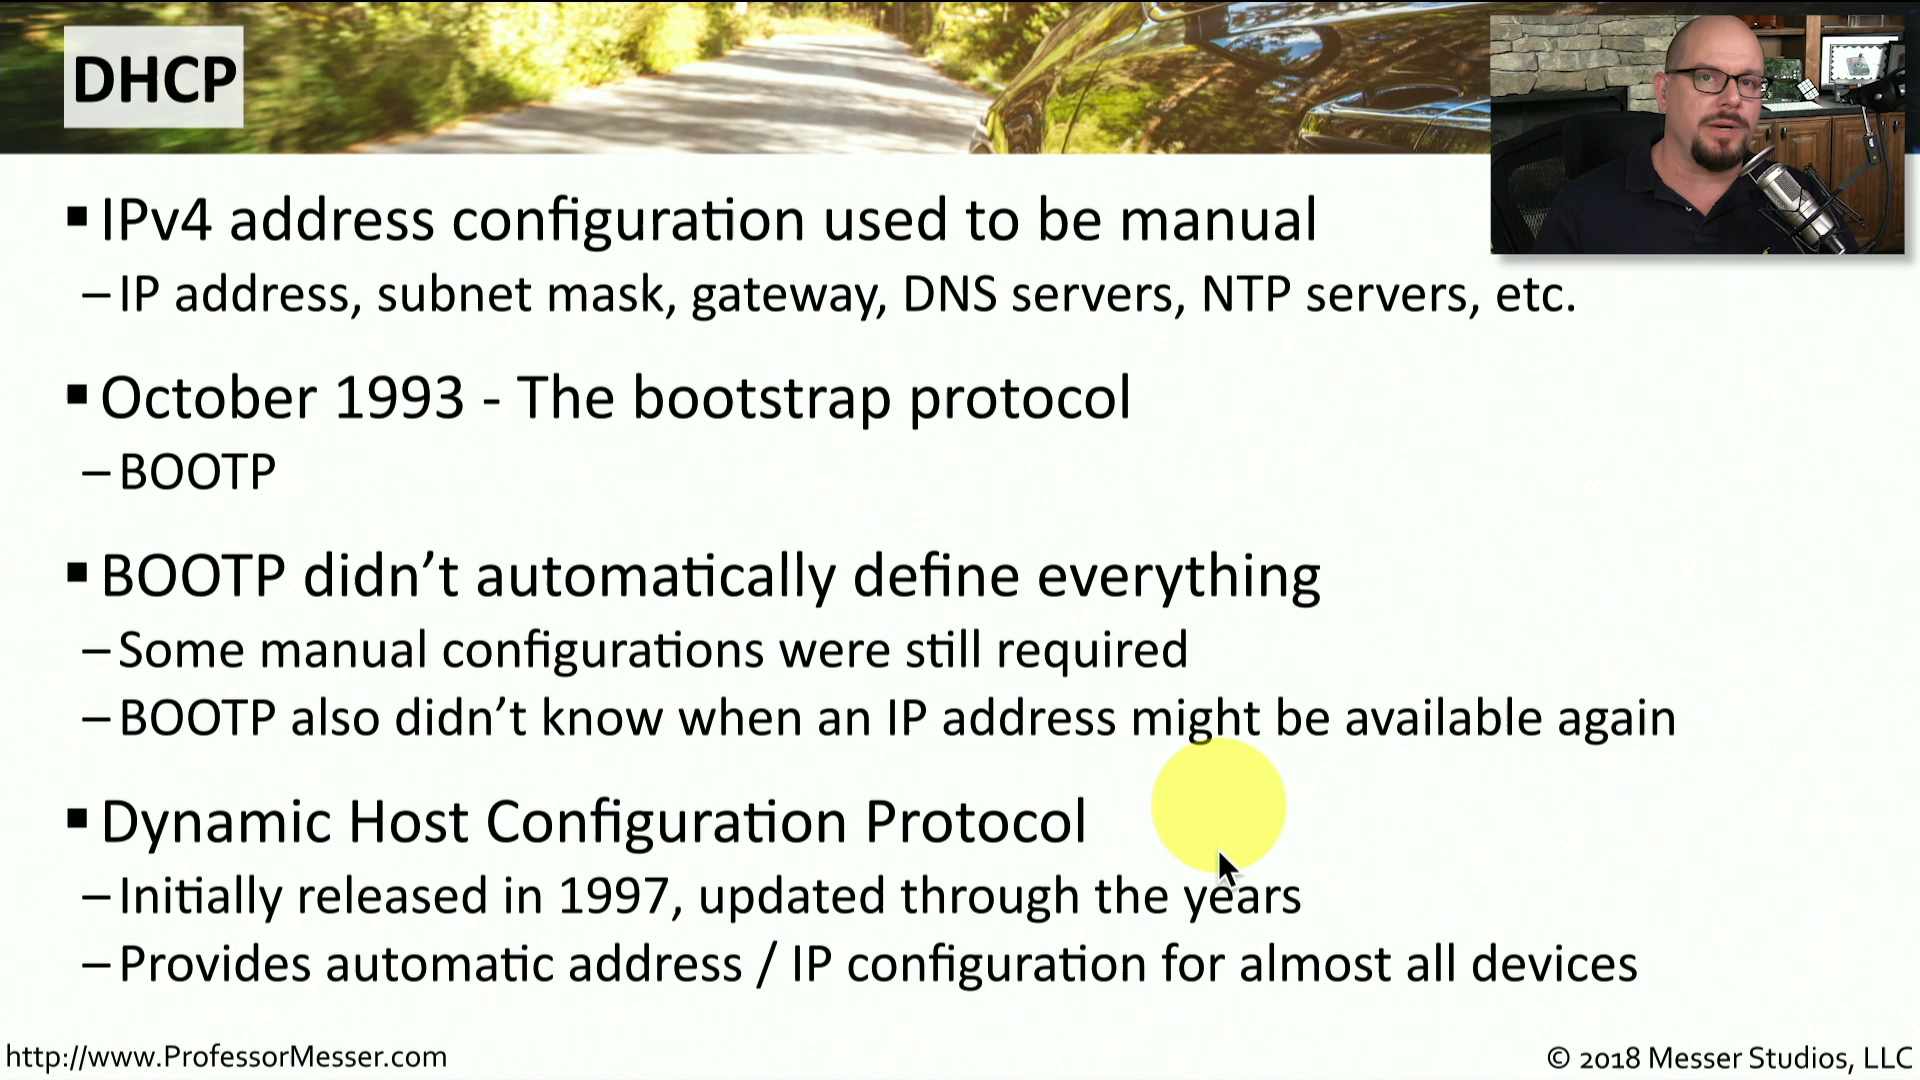 DHCP
IPv4 address configuration used to be manual
– IP address, subnet mask, gateway, DNS servers, NTP servers, etc.
October 1993 - The bootstrap protocol
– BOOTP
BOOTP didn’t automatically define everything
– Some manual configurations were still required
– BOOTP also didn’t know when an IP address might be available again
Dynamic Host Configuration Protocol
– Initially released in 1997, updated through the years
– Provides automatic address / IP configuration for almost all devices
http://www.ProfessorMesser.com
© 2018 Messer Studios, LLC